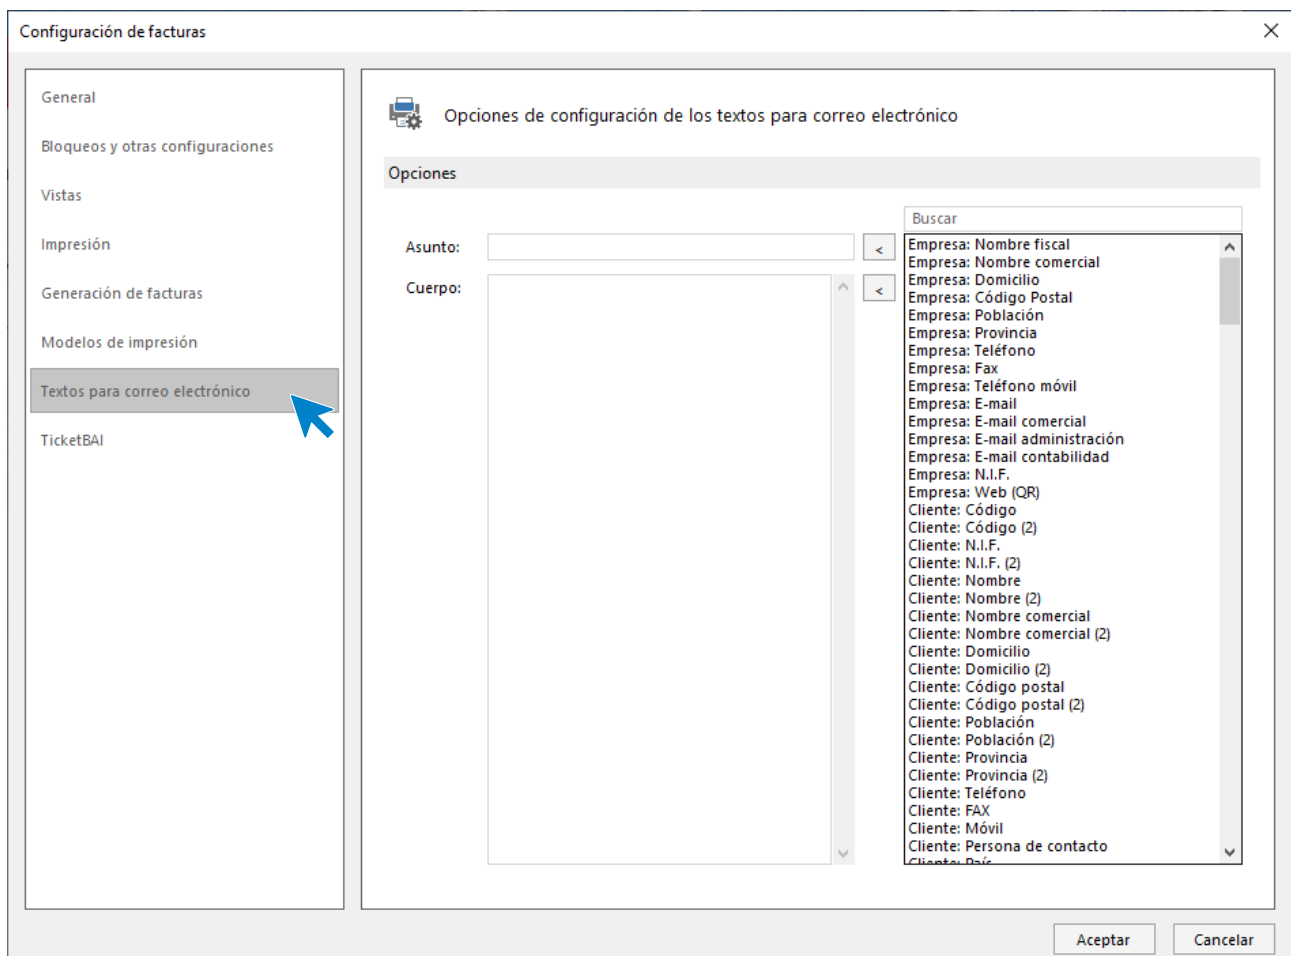 Configuración de facturas
General
Bloqueos y otras configuraciones
Vistas
Impresión
Generación de facturas
Modelos de impresión
Textos para correo electrónico
TicketBAI
Opciones de configuración de los textos para correo electrónico
Opciones
Buscar
Asunto:
<
Cuerpo:
<
Empresa: Nombre fiscal
Empresa: Nombre comercial
Empresa: Domicilio
Empresa: Código Postal
Empresa: Población
Empresa: Provincia
Empresa: Teléfono
Empresa: Fax
Empresa: Teléfono móvil
Empresa: E-mail
Empresa: E-mail comercial
Empresa: E-mail administración
Empresa: E-mail contabilidad
Empresa: N.I.F.
Empresa: Web (QR)
Cliente: Código
Cliente: Código (2)
Cliente: N.I.F.
Cliente: N.I.F. (2)
Cliente: Nombre
Cliente: Nombre (2)
Cliente: Nombre comercial
Cliente: Nombre comercial (2)
Cliente: Domicilio
Cliente: Domicilio (2)
Cliente: Código postal
Cliente: Código postal (2)
Cliente: Población
Cliente: Población (2)
Cliente: Provincia
Cliente: Provincia (2)
Cliente: Teléfono
Cliente: FAX
Cliente: Móvil
Cliente: Persona de contacto
Cliente: País
Aceptar
Cancelar